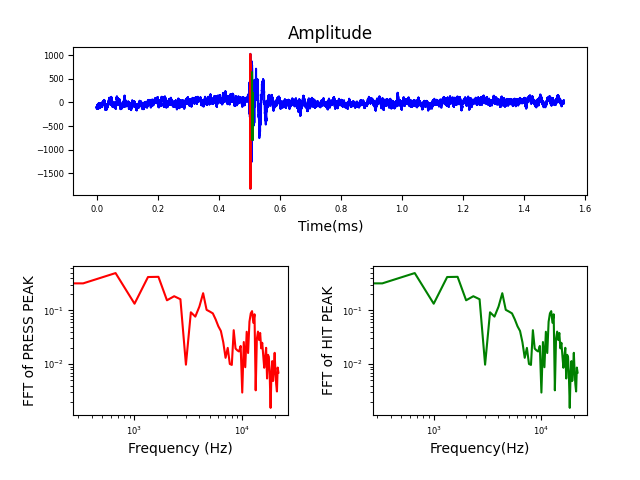 Amplitude
1000
500
0
−500
−1000
−1500
0.0 0.2 0.4 0.6 0.8 1.0 1.2 1.4 1.6
Time(ms)
FFT of PRESS PEAK
10⁻¹
10⁻²
10³ 10⁴
Frequency (Hz)
FFT of HIT PEAK
10⁻¹
10⁻²
10³ 10⁴
Frequency(Hz)